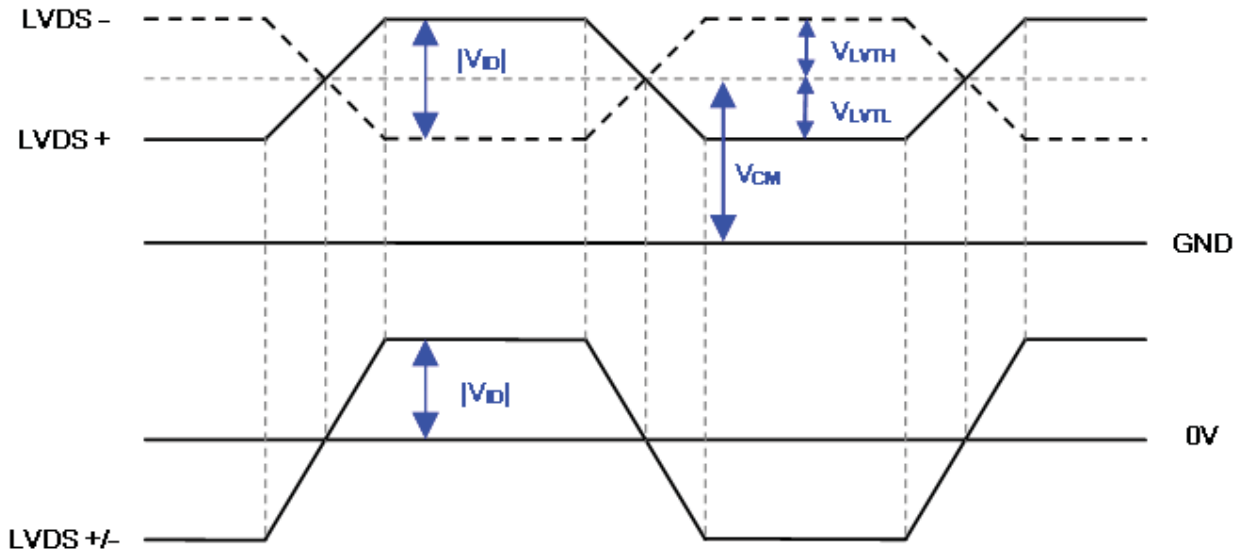 LVDS –
|VID|
VLVTH
LVDS +
VLVTL
VCM
GND
|VID|
0V
LVDS +/–